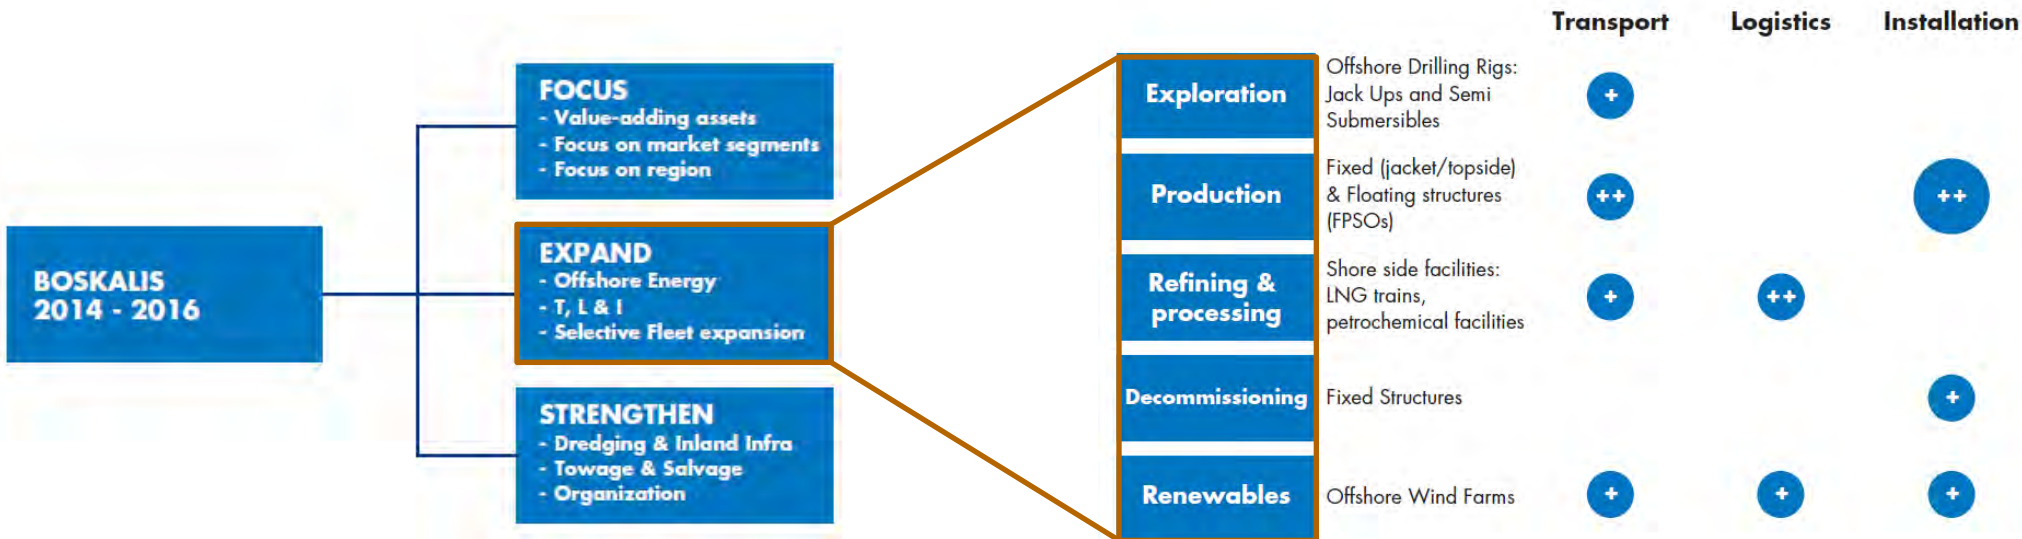 BOSKALIS
2014 - 2016
FOCUS
- Value-adding assets
- Focus on market segments
- Focus on region
EXPAND
- Offshore Energy
- T, L & I
- Selective Fleet expansion
STRENGTHEN
- Dredging & Inland Infra
- Towage & Salvage
- Organization
Transport Logistics Installation
Exploration
Offshore Drilling Rigs:
Jack Ups and Semi
Submersibles
+
Production
Fixed (jacket/topside)
& Floating structures
(FPSOs)
++ ++
Refining &
processing
Shore side facilities:
LNG trains,
petrochemical facilities
+ ++
Decommissioning
Fixed Structures
+
Renewables
Offshore Wind Farms
+ + +